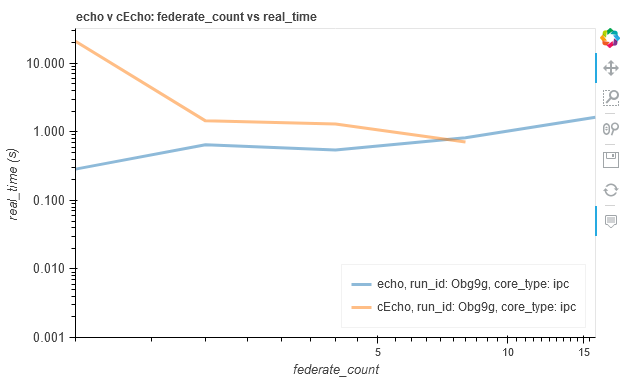 echo v cEcho: federate_count vs real_time
10.000
1.000
0.100
0.010
0.001
real_time (s)
echo, run_id: Obg9g, core_type: ipc
cEcho, run_id: Obg9g, core_type: ipc
5
10
15
federate_count